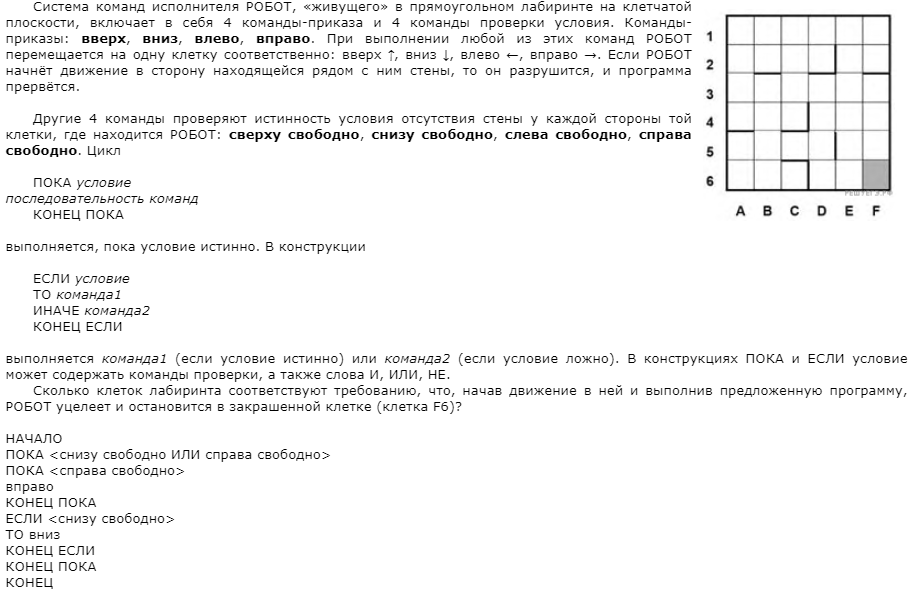 Система команд исполнителя РОБОТ, «живущего» в прямоугольном лабиринте на клетчатой
плоскости, включает в себя 4 команды-приказа и 4 команды проверки условия. Команды-
приказы: вверх, вниз, влево, вправо. При выполнении любой из этих команд РОБОТ
перемещается на одну клетку соответственно: вверх ↑, вниз ↓, влево ←, вправо →. Если РОБОТ
начнёт движение в сторону находящейся рядом с ним стены, то он разрушится, и программа
прервётся.
Другие 4 команды проверяют истинность условия отсутствия стены у каждой стороны той
клетки, где находится РОБОТ: сверху свободно, снизу свободно, слева свободно, справа
свободно. Цикл
ПОКА условие
последовательность команд
КОНЕЦ ПОКА
выполняется, пока условие истинно. В конструкции
ЕСЛИ условие
ТО команда1
ИНАЧЕ команда2
КОНЕЦ ЕСЛИ
выполняется команда1 (если условие истинно) или команда2 (если условие ложно). В конструкциях ПОКА и ЕСЛИ условие
может содержать команды проверки, а также слова И, ИЛИ, НЕ.
Сколько клеток лабиринта соответствуют требованию, что, начав движение в ней и выполнив предложенную программу,
РОБОТ уцелеет и остановится в закрашенной клетке (клетка F6)?
НАЧАЛО
ПОКА <снизу свободно ИЛИ справа свободно>
ПОКА <справа свободно>
вправо
КОНЕЦ ПОКА
ЕСЛИ <снизу свободно>
ТО вниз
КОНЕЦ ЕСЛИ
КОНЕЦ ПОКА
КОНЕЦ
1
2
3
4
5
6
A B C D E F